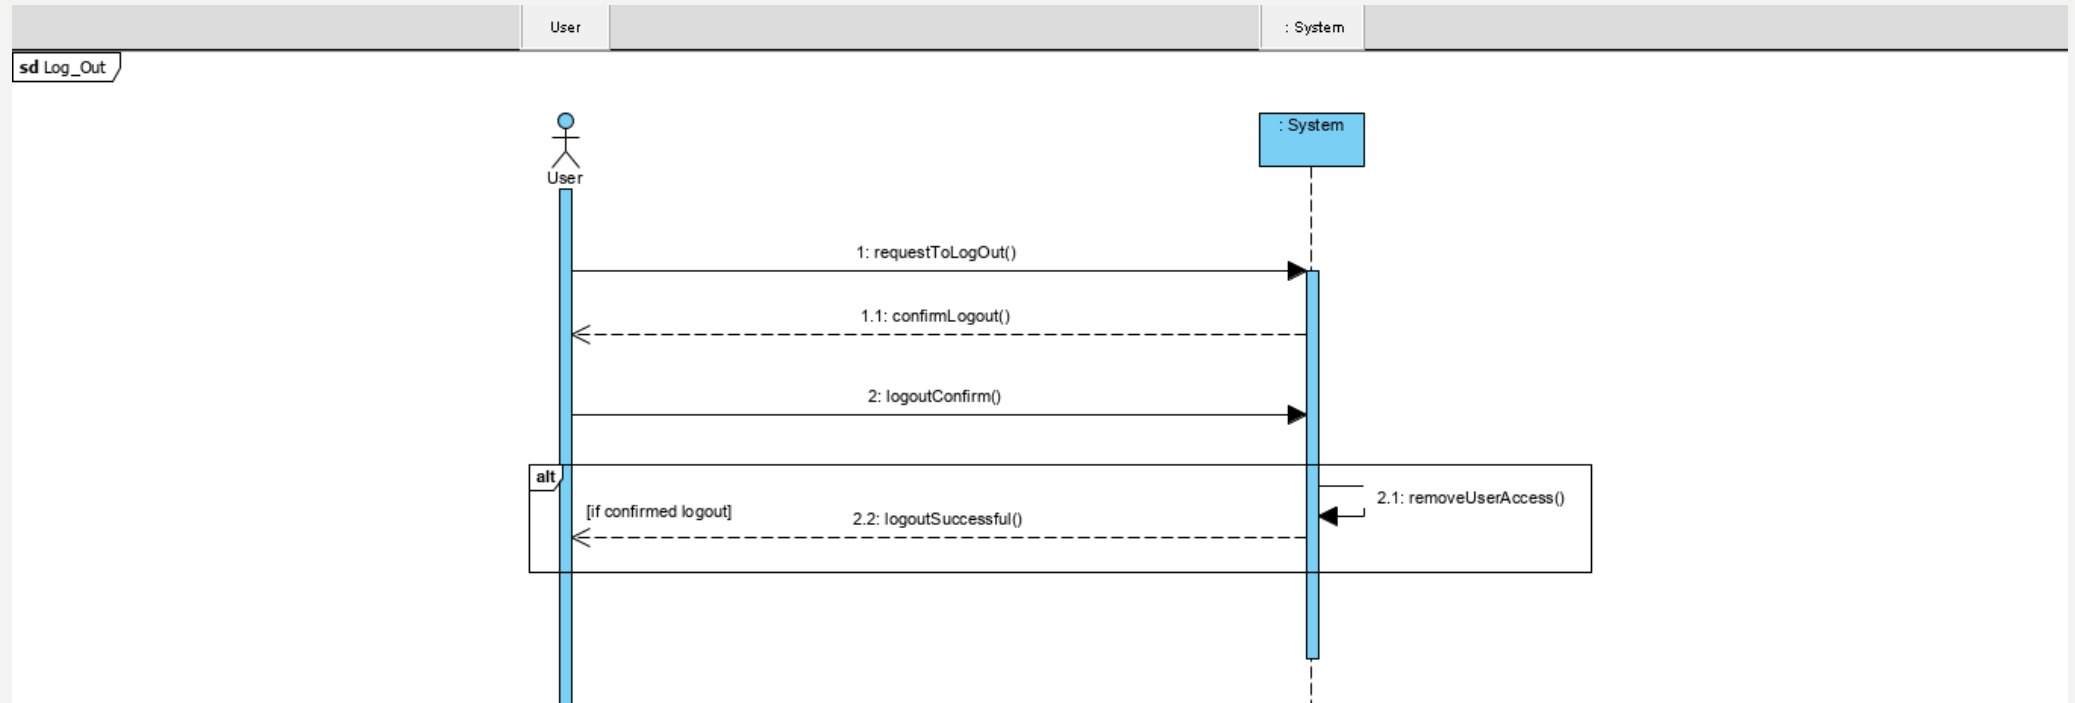 User
: System
sd Log_Out
: System
User
1: requestToLogOut()
1.1: confirmLogout()
2: logoutConfirm()
alt
2.1: removeUserAccess()
[if confirmed logout]
2.2: logoutSuccessful()